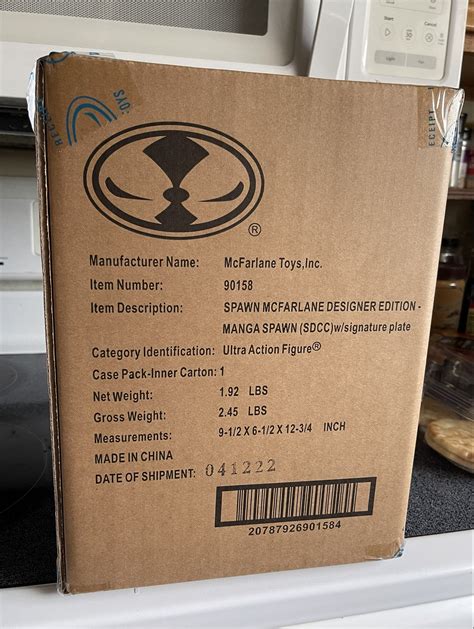 Start
Cancel
RECEIPT
®
Manufacturer Name: McFarlane Toys,Inc.
Item Number: 90158
Item Description: SPAWN MCFARLANE DESIGNER EDITION -
MANGA SPAWN (SDCC)w/signature plate
Category Identification: Ultra Action Figure®
Case Pack-Inner Carton: 1
Net Weight: 1.92 LBS
Gross Weight: 2.45 LBS
Measurements: 9-1/2 X 6-1/2 X 12-3/4 INCH
MADE IN CHINA
DATE OF SHIPMENT: 041222
20787926901584